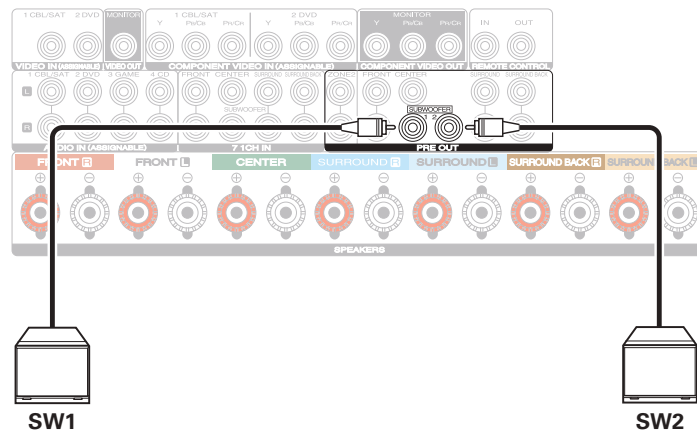 1 CBL/SAT 2 DVD MONITOR 1 CBL/SAT 2 DVD MONITOR
Y PB/CB PR/CR Y PB/CB PR/CR Y PB/CB PR/CR IN OUT
VIDEO IN (ASSIGNABLE) VIDEO OUT COMPONENT VIDEO IN (ASSIGNABLE) COMPONENT VIDEO OUT REMOTE CONTROL
1 CBL/SAT 2 DVD 3 GAME 4 CD FRONT CENTER SURROUND SURROUND BACK ZONE2 FRONT CENTER SURROUND SURROUND BACK
L
SUBWOOFER SUBWOOFER
R 1 2
AUDIO IN (ASSIGNABLE) 7 1CH IN PRE OUT
FRONT R FRONT L CENTER SURROUND R SURROUND L SURROUND BACK R SURROUND BACK L
+ − + − + − + − + − + − + −
SPEAKERS
SW1 SW2